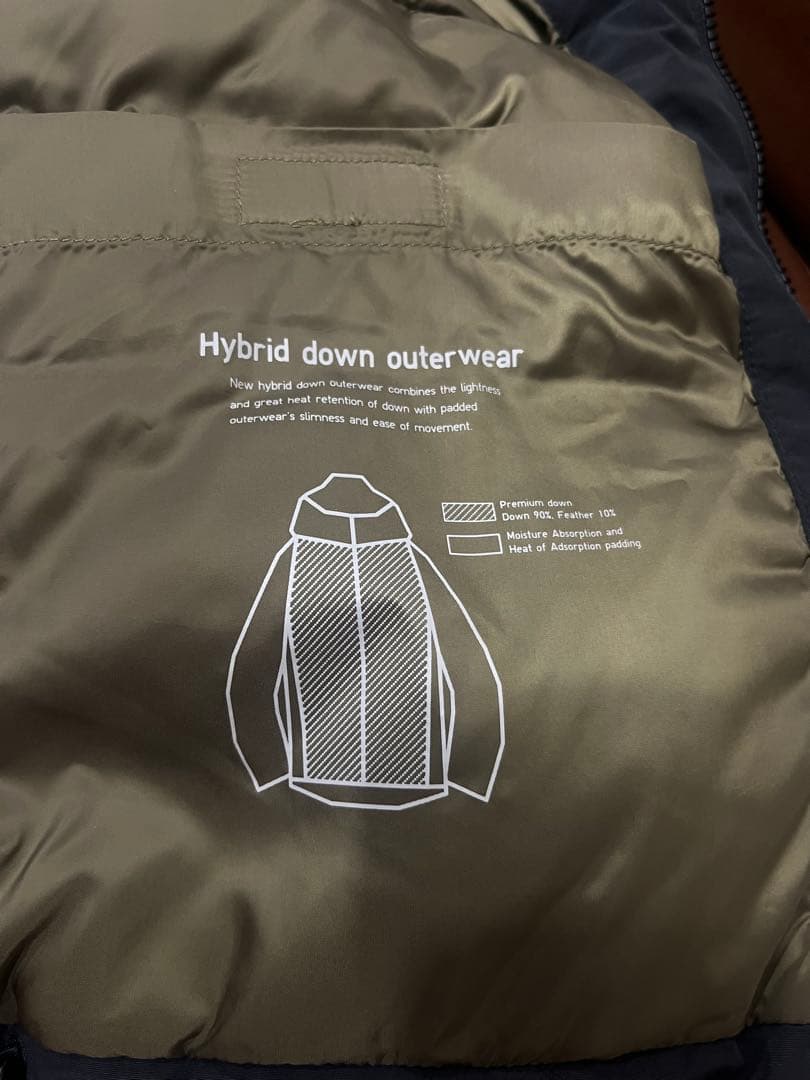 Hybrid down outerwear
New hybrid down outerwear combines the lightness
and great heat retention of down with padded
outerwear's slimness and ease of movement.
Premium down
Down 90%, Feather 10%
Moisture Absorption and
Heat of Adsorption padding